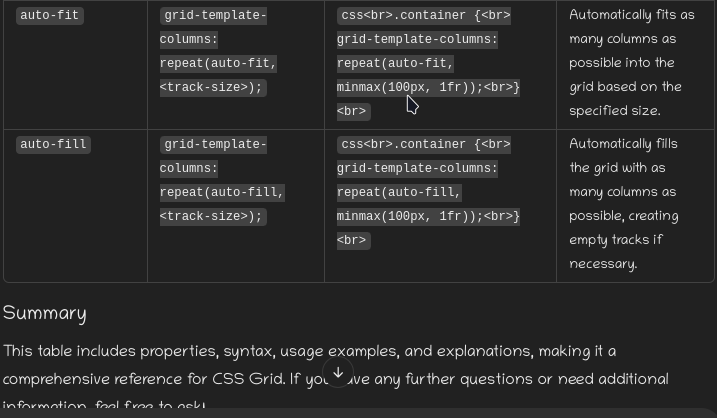 auto-fit
grid-template-
columns:
repeat(auto-fit,
<track-size>);
css<br>.container {<br>
grid-template-columns:
repeat(auto-fit,
minmax(100px, 1fr));<br>}
<br>
Automatically fits as
many columns as
possible into the
grid based on the
specified size.
auto-fill
grid-template-
columns:
repeat(auto-fill,
<track-size>);
css<br>.container {<br>
grid-template-columns:
repeat(auto-fill,
minmax(100px, 1fr));<br>}
<br>
Automatically fills
the grid with as
many columns as
possible, creating
empty tracks if
necessary.
Summary
This table includes properties, syntax, usage examples, and explanations, making it a
comprehensive reference for CSS Grid. If any further questions or need additional
information, feel free to ask!